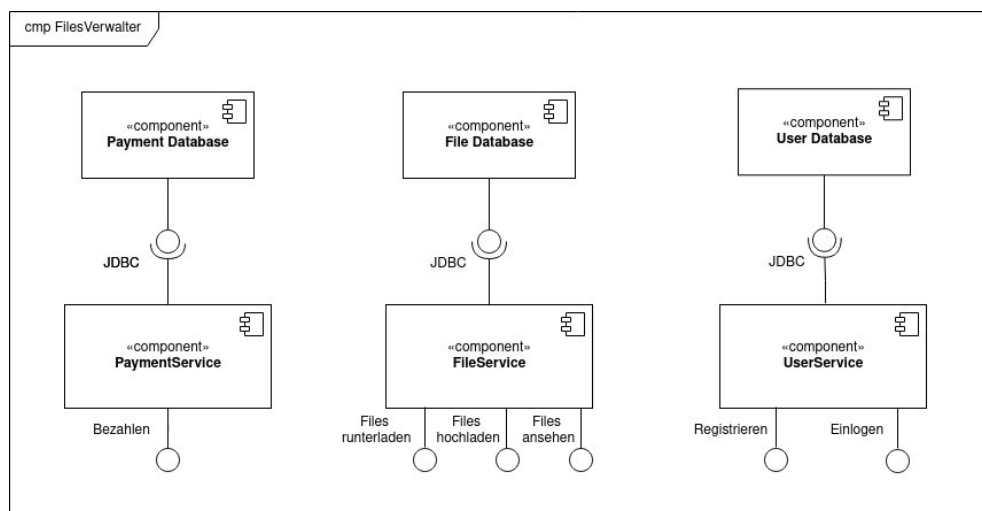 cmp FilesVerwalter
«component»
Payment Database
«component»
File Database
«component»
User Database
JDBC
JDBC
JDBC
«component»
PaymentService
«component»
FileService
«component»
UserService
Bezahlen
Files
runterladen
Files
hochladen
Files
ansehen
Registrieren
Einlogen